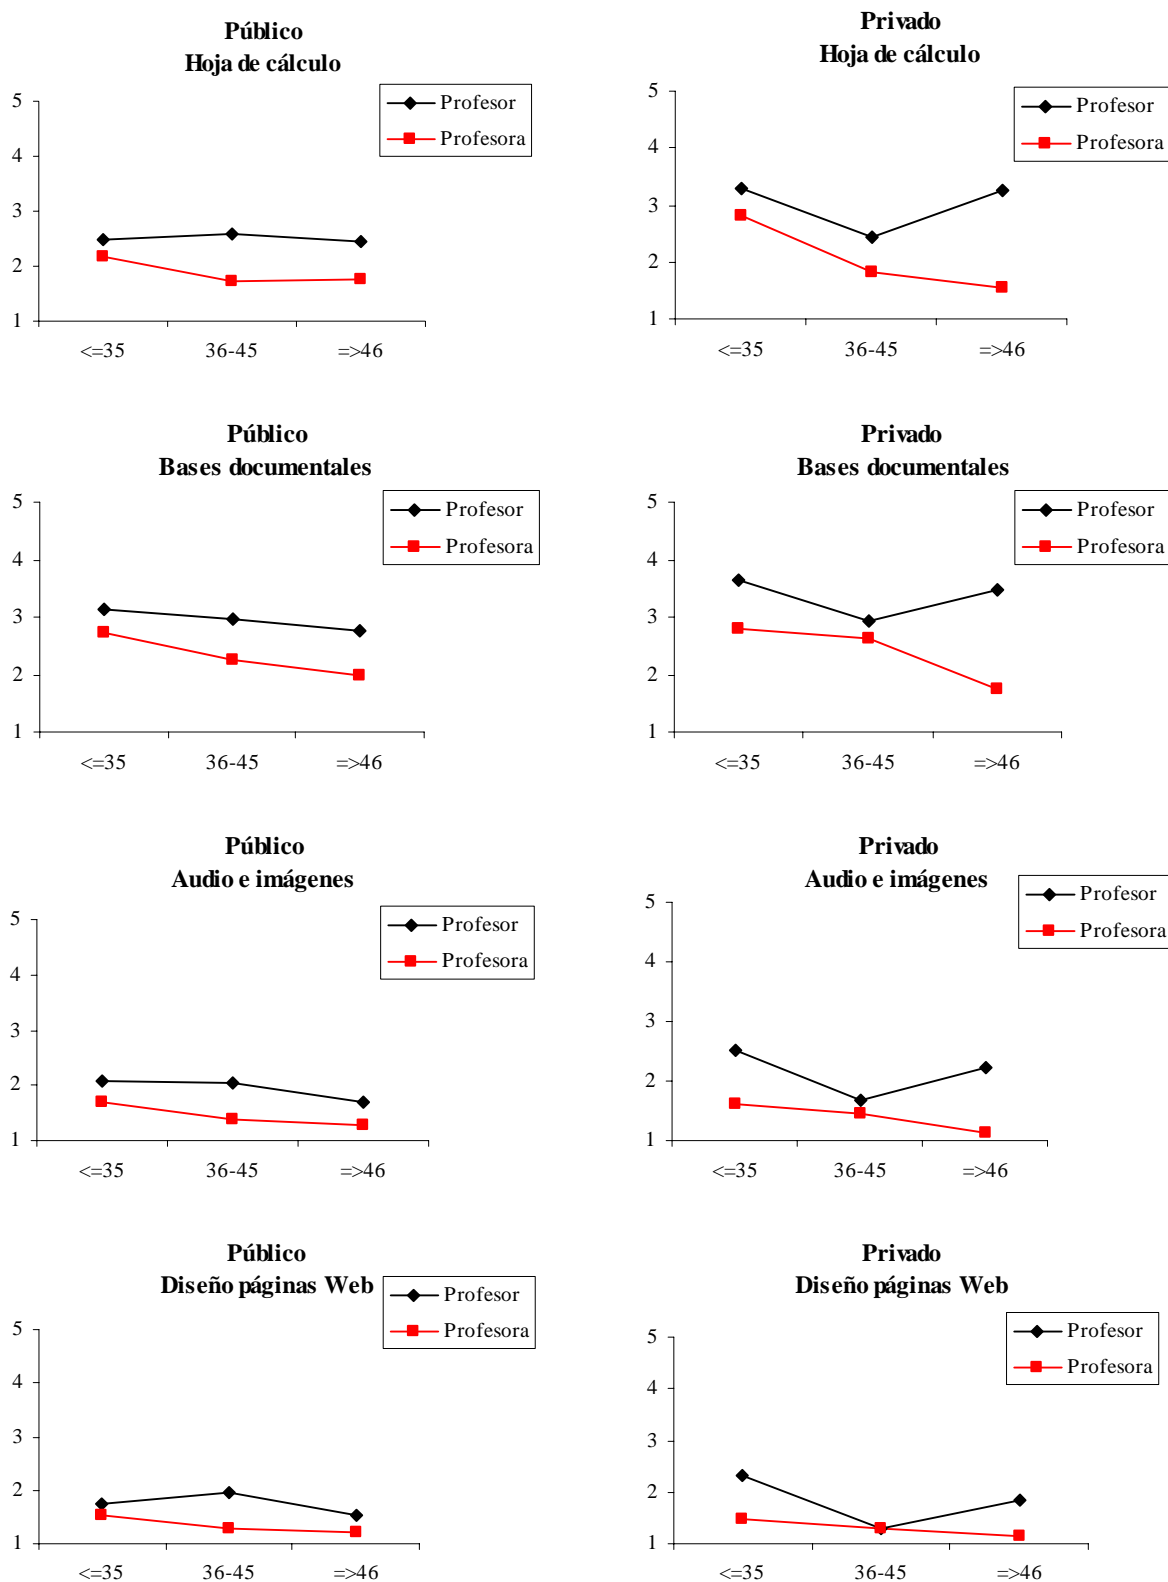 Público
Hoja de cálculo
Profesor
Profesora
5
4
3
2
1
<=35 36-45 =>46
Privado
Hoja de cálculo
Profesor
Profesora
5
4
3
2
1
<=35 36-45 =>46
Público
Bases documentales
Profesor
Profesora
5
4
3
2
1
<=35 36-45 =>46
Privado
Bases documentales
Profesor
Profesora
5
4
3
2
1
<=35 36-45 =>46
Público
Audio e imágenes
Profesor
Profesora
5
4
3
2
1
<=35 36-45 =>46
Privado
Audio e imágenes
Profesor
Profesora
5
4
3
2
1
<=35 36-45 =>46
Público
Diseño páginas Web
Profesor
Profesora
5
4
3
2
1
<=35 36-45 =>46
Privado
Diseño páginas Web
Profesor
Profesora
5
4
3
2
1
<=35 36-45 =>46